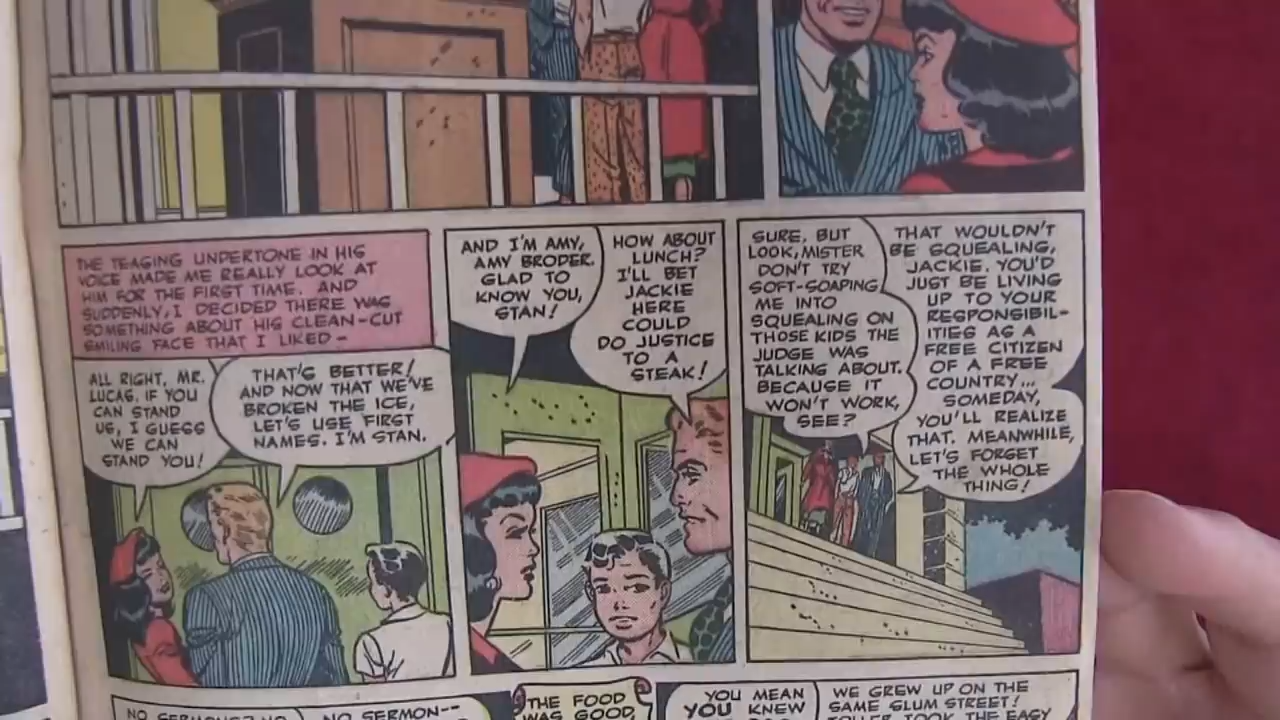 THE TEASING UNDERTONE IN HIS
VOICE MADE ME REALLY LOOK AT
HIM FOR THE FIRST TIME. AND
SUDDENLY, I DECIDED THERE WAS
SOMETHING ABOUT HIS CLEAN-CUT
SMILING FACE THAT I LIKED-
ALL RIGHT, MR.
LUCAS. IF YOU
CAN STAND
US, I GUESS
WE CAN
STAND YOU!
THAT'S BETTER!
AND NOW THAT WE'VE
BROKEN THE ICE,
LET'S USE FIRST
NAMES. I'M STAN.
AND I'M AMY,
AMY BRODER.
GLAD TO
KNOW YOU,
STAN!
HOW ABOUT
LUNCH?
I'LL BET
JACKIE
HERE
COULD
DO JUSTICE
TO A
STEAK!
SURE, BUT
LOOK, MISTER
DON'T TRY
SOFT-SOAPING
ME INTO
SQUEALING ON
THOSE KIDS THE
JUDGE WAS
TALKING ABOUT.
BECAUSE IT
WON'T WORK,
SEE?
THAT WOULDN'T
BE SQUEALING,
JACKIE. YOU'D
JUST BE LIVING
UP TO YOUR
RESPONSIBIL-
ITIES AS A
FREE CITIZEN
OF A FREE
COUNTRY...
SOMEDAY,
YOU'LL REALIZE
THAT. MEANWHILE,
LET'S FORGET
THE WHOLE
THING!
NO SERMONS? NO
NO SERMON--
THE FOOD
WAS GOOD,
YOU MEAN
YOU KNEW
WE GREW UP ON THE
SAME SLUM STREET!
TOOK THE EASY